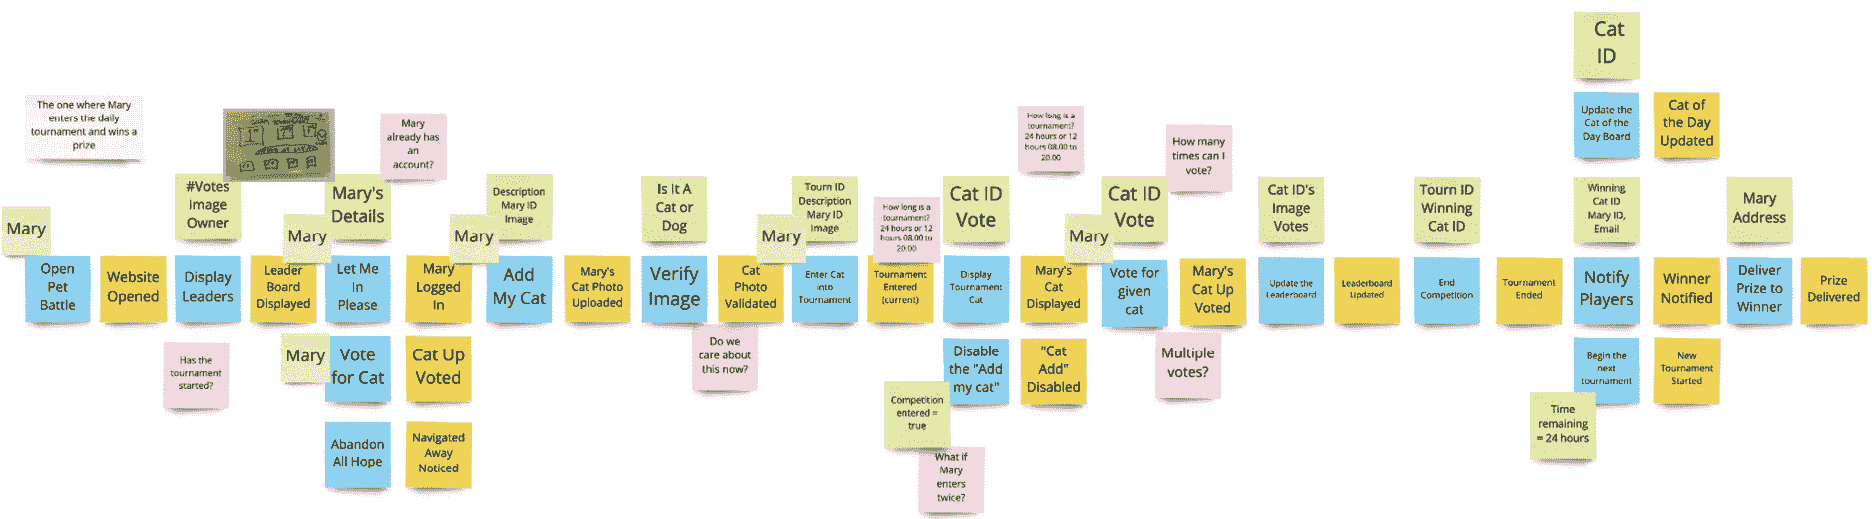 Cat
ID
Update the
Cat of the
Day Board
Cat of
the Day
Updated
The one where Mary
enters the daily
tournament and wins a
prize
Mary
already has
an
account?
How long is a
tournament?
24 hours or 12
hours 08.00 to
20.00
How many
times can I
vote?
#Votes
Image
Owner
Mary's
Details
Description
Mary ID
Image
Is It A
Cat or
Dog
Tourn ID
Description
Mary ID
Image
How long is a
tournament?
24 hours or 12
hours 08.00 to
20.00
Cat ID
Vote
Cat ID
Vote
Cat ID's
Image
Votes
Tourn ID
Winning
Cat ID
Winning
Cat ID
Mary ID,
Email
Mary
Address
Mary
Mary
Mary
Mary
Mary
Open
Pet
Battle
Website
Opened
Display
Leaders
Leader
Board
Displayed
Let Me
In
Please
Mary
Logged
In
Add
My Cat
Mary's
Cat Photo
Uploaded
Verify
Image
Cat
Photo
Validated
Enter Cat
into
Tournament
Tournament
Entered
(current)
Display
Tournament
Cat
Mary's
Cat
Displayed
Vote for
given
cat
Mary's
Cat Up
Voted
Update the
Leaderboard
Leaderboard
Updated
End
Competition
Tournament
Ended
Notify
Players
Winner
Notified
Deliver
Prize to
Winner
Prize
Delivered
Has the
tournament
started?
Mary
Vote
for Cat
Cat Up
Voted
Do we
care about
this now?
Disable
the "Add
my cat"
"Cat
Add"
Disabled
Multiple
votes?
Begin the
next
tournament
New
Tournament
Started
Competition
entered =
true
Time
remaining
= 24 hours
Abandon
All Hope
Navigated
Away
Noticed
What if
Mary
enters
twice?